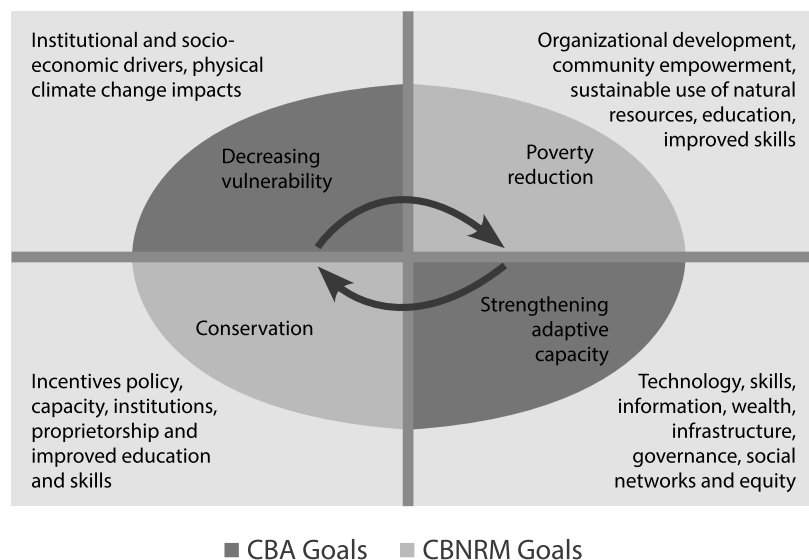 Institutional and socio-
economic drivers, physical
climate change impacts
Organizational development,
community empowerment,
sustainable use of natural
resources, education,
improved skills
Decreasing
vulnerability
Poverty
reduction
Conservation
Strengthening
adaptive
capacity
Incentives policy,
capacity, institutions,
proprietorship and
improved education
and skills
Technology, skills,
information, wealth,
infrastructure,
governance, social
networks and equity
CBA Goals
CBNRM Goals